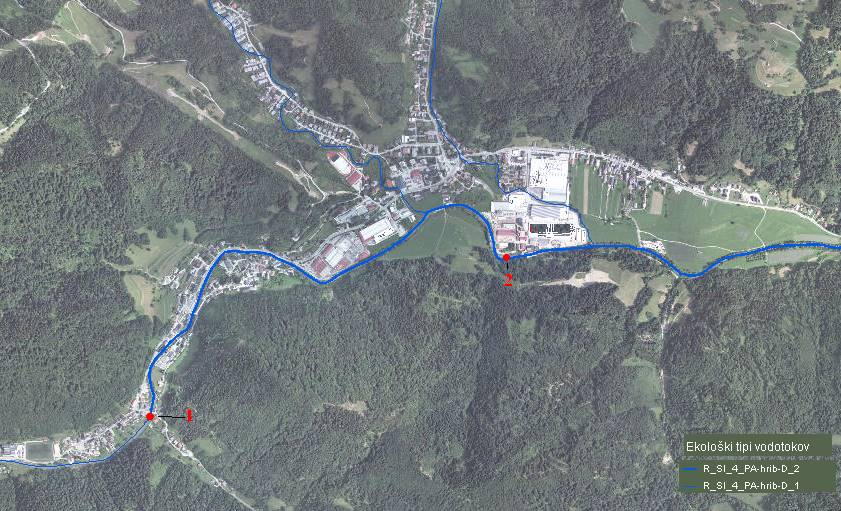 1
2
Ekološki tipi vodotokov
R_SI_4_PA-hrib-D_2
R_SI_4_PA-hrib-D_1